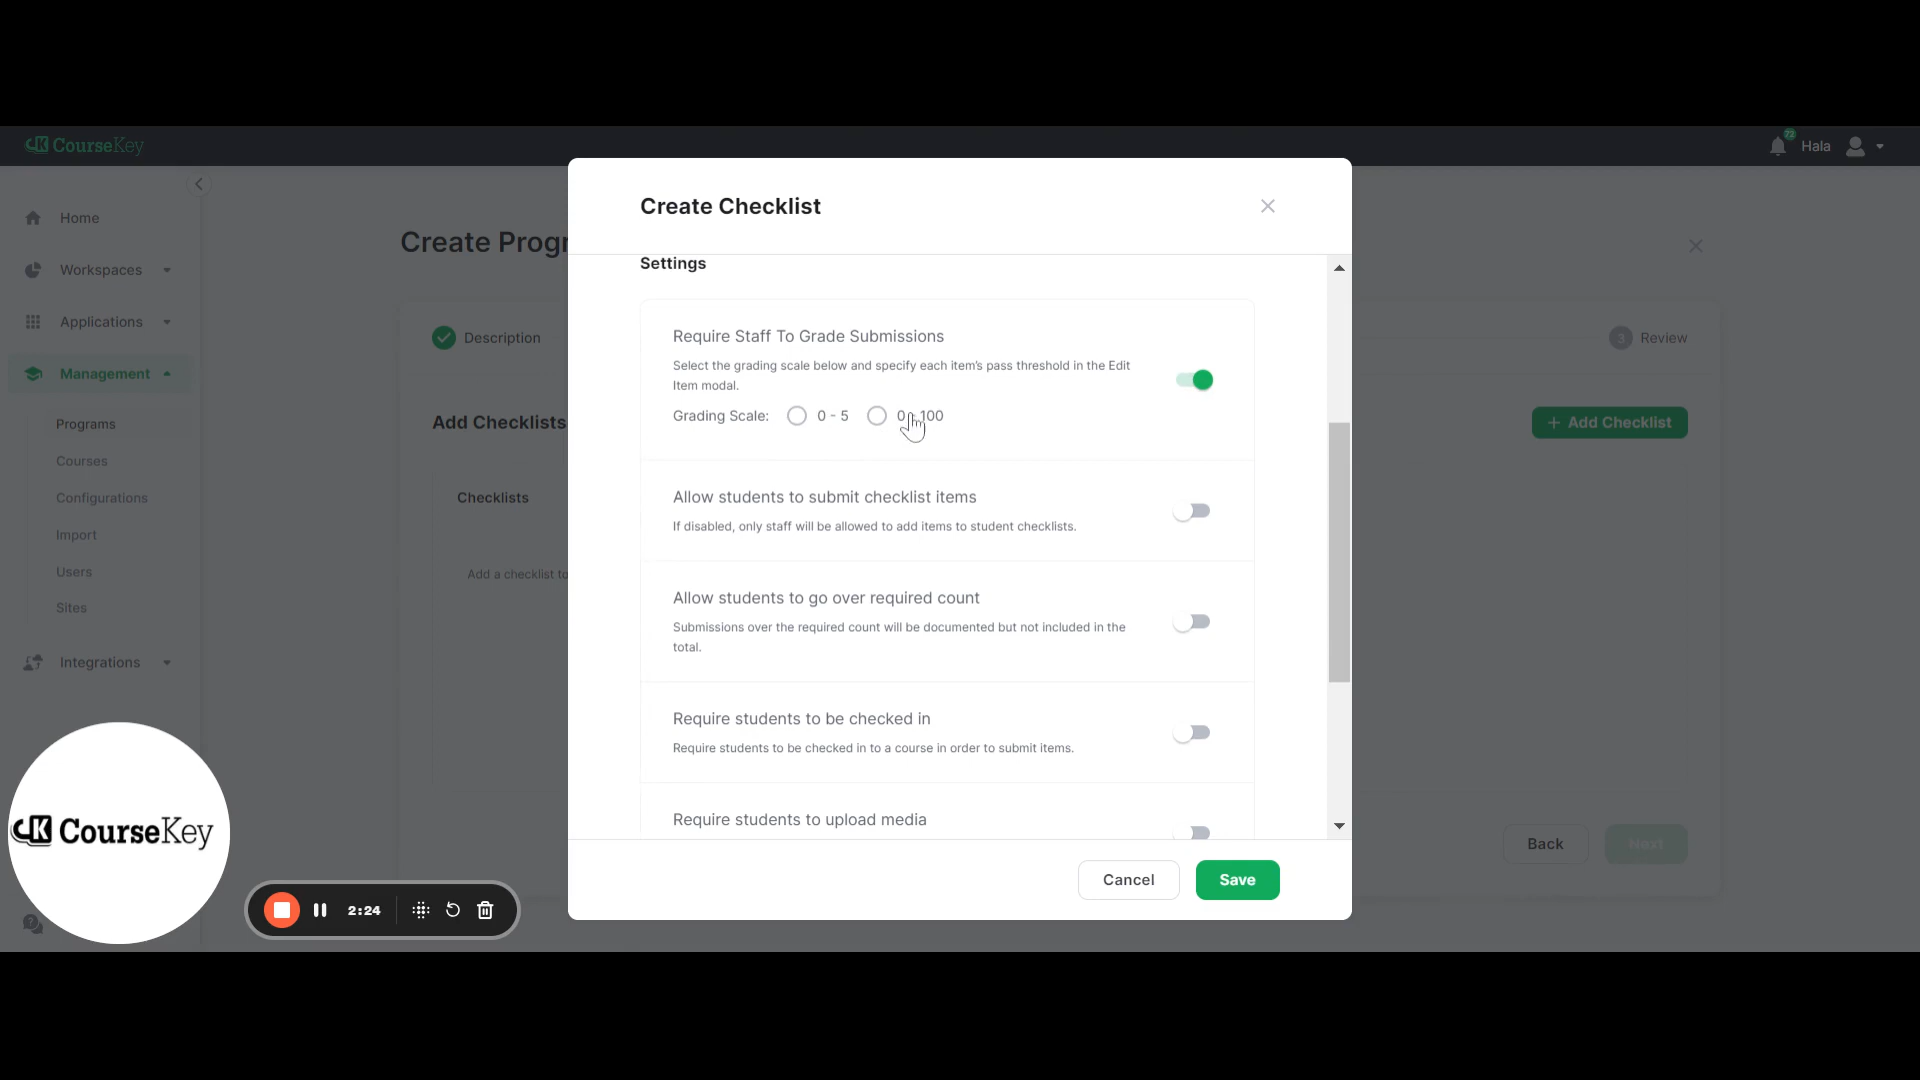 CourseKey
72
Hala
Home
Workspaces
Applications
Management
Programs
Courses
Configurations
Import
Users
Sites
Integrations
Create Progr
Description
3 Review
Add Checklists
+ Add Checklist
Checklists
Add a checklist to
Back
Next
Create Checklist
Settings
Require Staff To Grade Submissions
Select the grading scale below and specify each item's pass threshold in the Edit
Item modal.
Grading Scale: 0 - 5 0 - 100
Allow students to submit checklist items
If disabled, only staff will be allowed to add items to student checklists.
Allow students to go over required count
Submissions over the required count will be documented but not included in the
total.
Require students to be checked in
Require students to be checked in to a course in order to submit items.
Require students to upload media
Cancel
Save
CK CourseKey
2:24